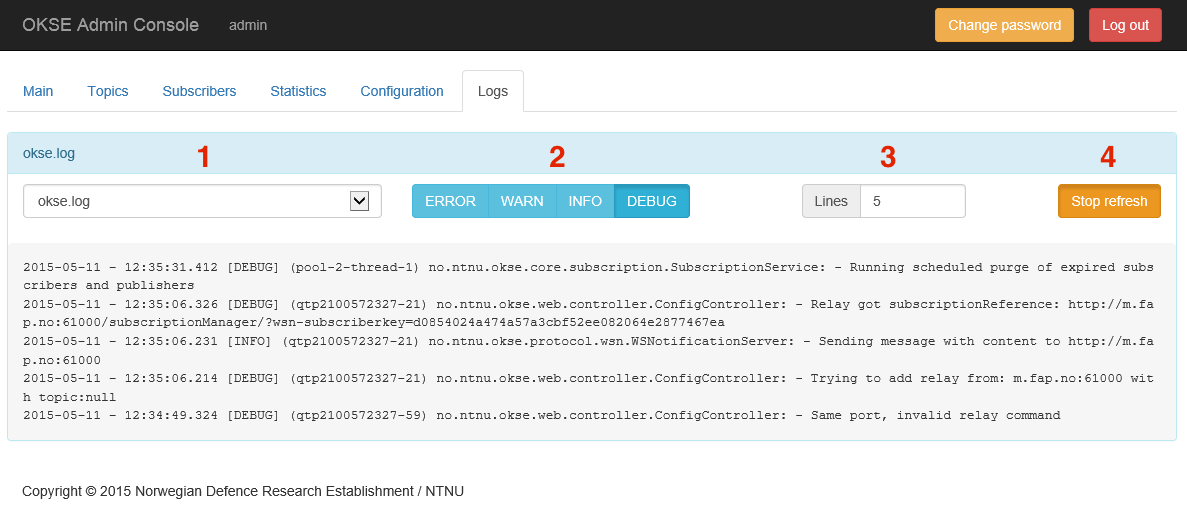 OKSE Admin Console admin Change password Log out
Main Topics Subscribers Statistics Configuration Logs
okse.log 1 2 3 4
okse.log ERROR WARN INFO DEBUG Lines 5 Stop refresh
2015-05-11 - 12:35:31.412 [DEBUG] (pool-2-thread-1) no.ntnu.okse.core.subscription.SubscriptionService: - Running scheduled purge of expired subs
cribers and publishers
2015-05-11 - 12:35:06.326 [DEBUG] (qtp2100572327-21) no.ntnu.okse.web.controller.ConfigController: - Relay got subscriptionReference: http://m.fa
p.no:61000/subscriptionManager/?wsn-subscriberkey=d0854024a474a57a3cbf52ee082064e2877467ea
2015-05-11 - 12:35:06.231 [INFO] (qtp2100572327-21) no.ntnu.okse.protocol.wsn.WSNotificationServer: - Sending message with content to http://m.fa
p.no:61000
2015-05-11 - 12:35:06.214 [DEBUG] (qtp2100572327-21) no.ntnu.okse.web.controller.ConfigController: - Trying to add relay from: m.fap.no:61000 wit
h topic:null
2015-05-11 - 12:34:49.324 [DEBUG] (qtp2100572327-59) no.ntnu.okse.web.controller.ConfigController: - Same port, invalid relay command
Copyright © 2015 Norwegian Defence Research Establishment / NTNU